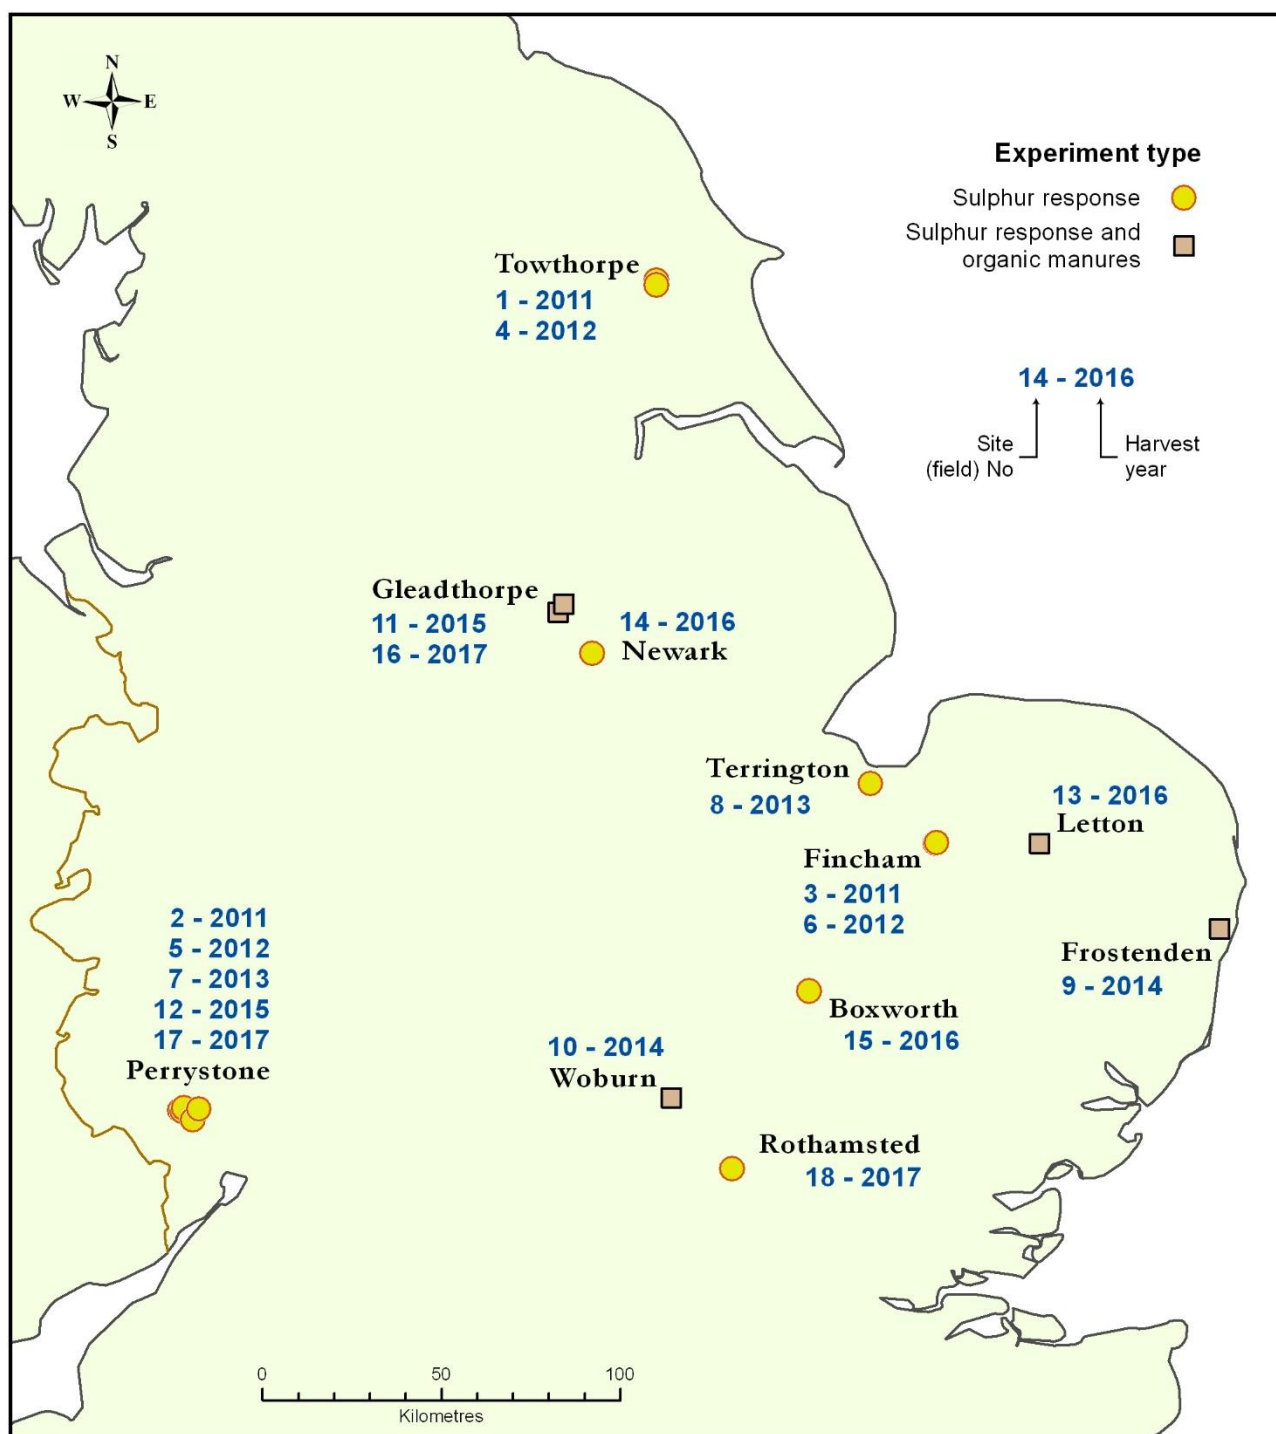 N
W E
S
Experiment type
Sulphur response
Sulphur response and
organic manures
14 - 2016
Site
(field) No
Harvest
year
Towthorpe
1 - 2011
4 - 2012
Gleadthorpe
11 - 2015
16 - 2017
14 - 2016
Newark
Terrington
8 - 2013
13 - 2016
Letton
Fincham
3 - 2011
6 - 2012
Frostenden
9 - 2014
2 - 2011
5 - 2012
7 - 2013
12 - 2015
17 - 2017
Perrystone
Boxworth
15 - 2016
10 - 2014
Woburn
Rothamsted
18 - 2017
0 50 100
Kilometres